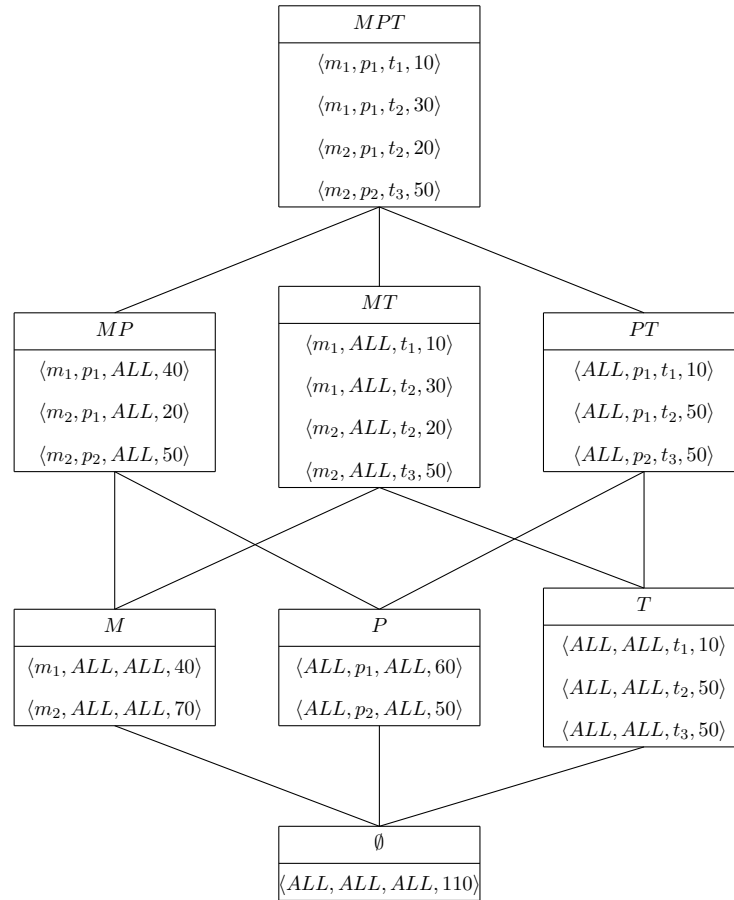 MPT
⟨m₁, p₁, t₁, 10⟩
⟨m₁, p₁, t₂, 30⟩
⟨m₂, p₁, t₂, 20⟩
⟨m₂, p₂, t₃, 50⟩
MP
⟨m₁, p₁, ALL, 40⟩
⟨m₂, p₁, ALL, 20⟩
⟨m₂, p₂, ALL, 50⟩
MT
⟨m₁, ALL, t₁, 10⟩
⟨m₁, ALL, t₂, 30⟩
⟨m₂, ALL, t₂, 20⟩
⟨m₂, ALL, t₃, 50⟩
PT
⟨ALL, p₁, t₁, 10⟩
⟨ALL, p₁, t₂, 50⟩
⟨ALL, p₂, t₃, 50⟩
M
⟨m₁, ALL, ALL, 40⟩
⟨m₂, ALL, ALL, 70⟩
P
⟨ALL, p₁, ALL, 60⟩
⟨ALL, p₂, ALL, 50⟩
T
⟨ALL, ALL, t₁, 10⟩
⟨ALL, ALL, t₂, 50⟩
⟨ALL, ALL, t₃, 50⟩
∅
⟨ALL, ALL, ALL, 110⟩